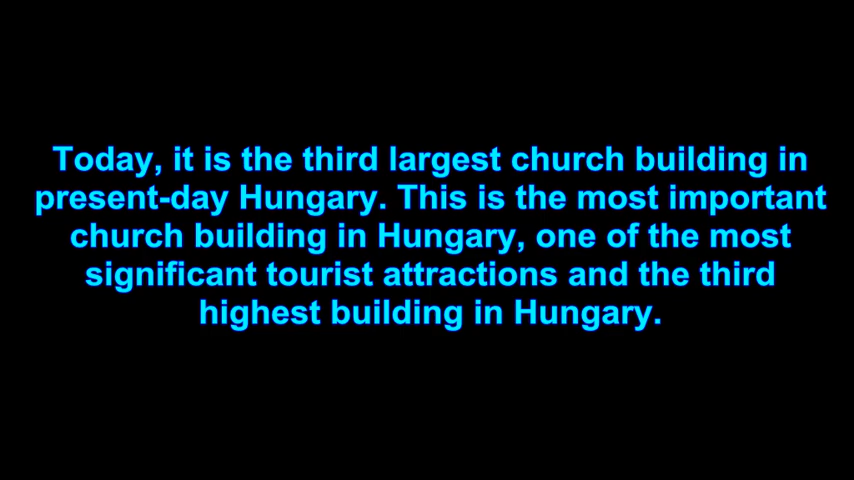 Today, it is the third largest church building in
present-day Hungary. This is the most important
church building in Hungary, one of the most
significant tourist attractions and the third
highest building in Hungary.